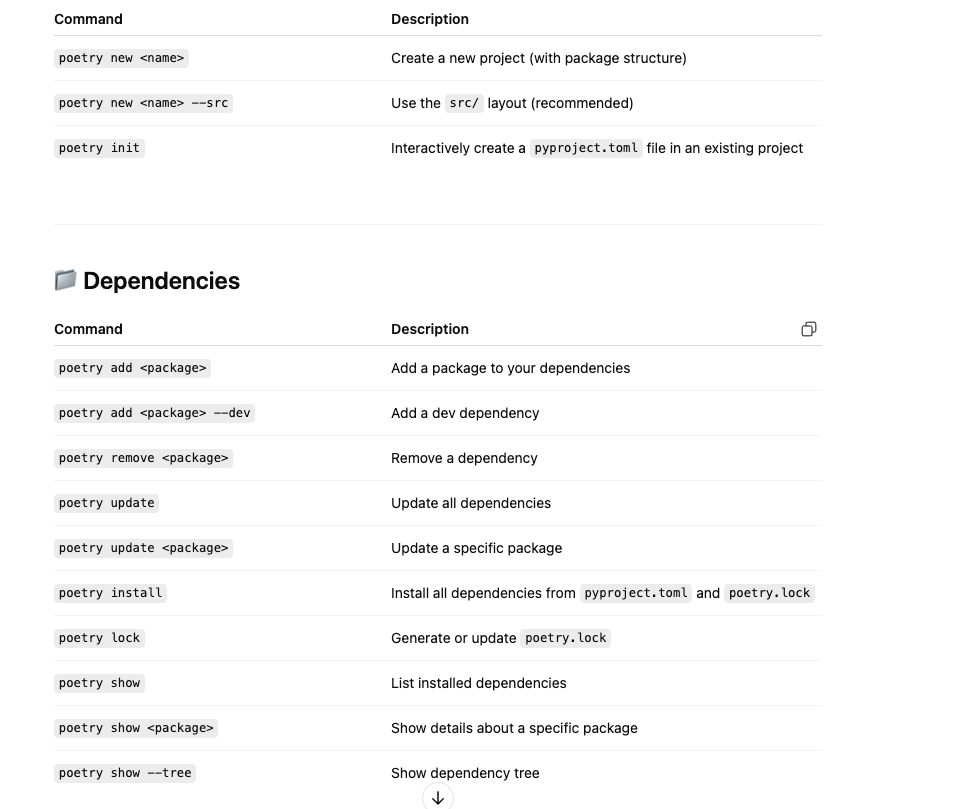 Command Description
poetry new <name> Create a new project (with package structure)
poetry new <name> --src Use the src/ layout (recommended)
poetry init Interactively create a pyproject.toml file in an existing project
Dependencies
Command Description
poetry add <package> Add a package to your dependencies
poetry add <package> --dev Add a dev dependency
poetry remove <package> Remove a dependency
poetry update Update all dependencies
poetry update <package> Update a specific package
poetry install Install all dependencies from pyproject.toml and poetry.lock
poetry lock Generate or update poetry.lock
poetry show List installed dependencies
poetry show <package> Show details about a specific package
poetry show --tree Show dependency tree